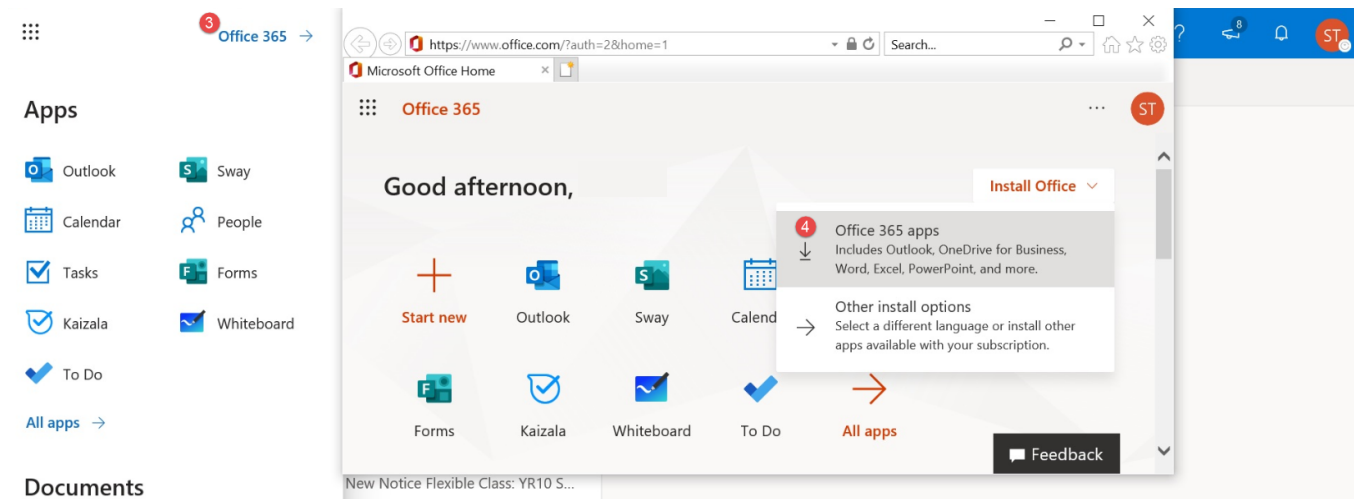 3
Office 365 →
Apps
Outlook
Sway
Calendar
People
Tasks
Forms
Kaizala
Whiteboard
To Do
All apps →
Documents
https://www.office.com/?auth=2&home=1
Search...
Microsoft Office Home
Office 365
ST
Good afternoon,
Install Office
4
Office 365 apps
Includes Outlook, OneDrive for Business,
Word, Excel, PowerPoint, and more.
Other install options
Select a different language or install other
apps available with your subscription.
Start new
Outlook
Sway
Calend
Forms
Kaizala
Whiteboard
To Do
All apps
Feedback
New Notice Flexible Class: YR10 S...
?
8
ST